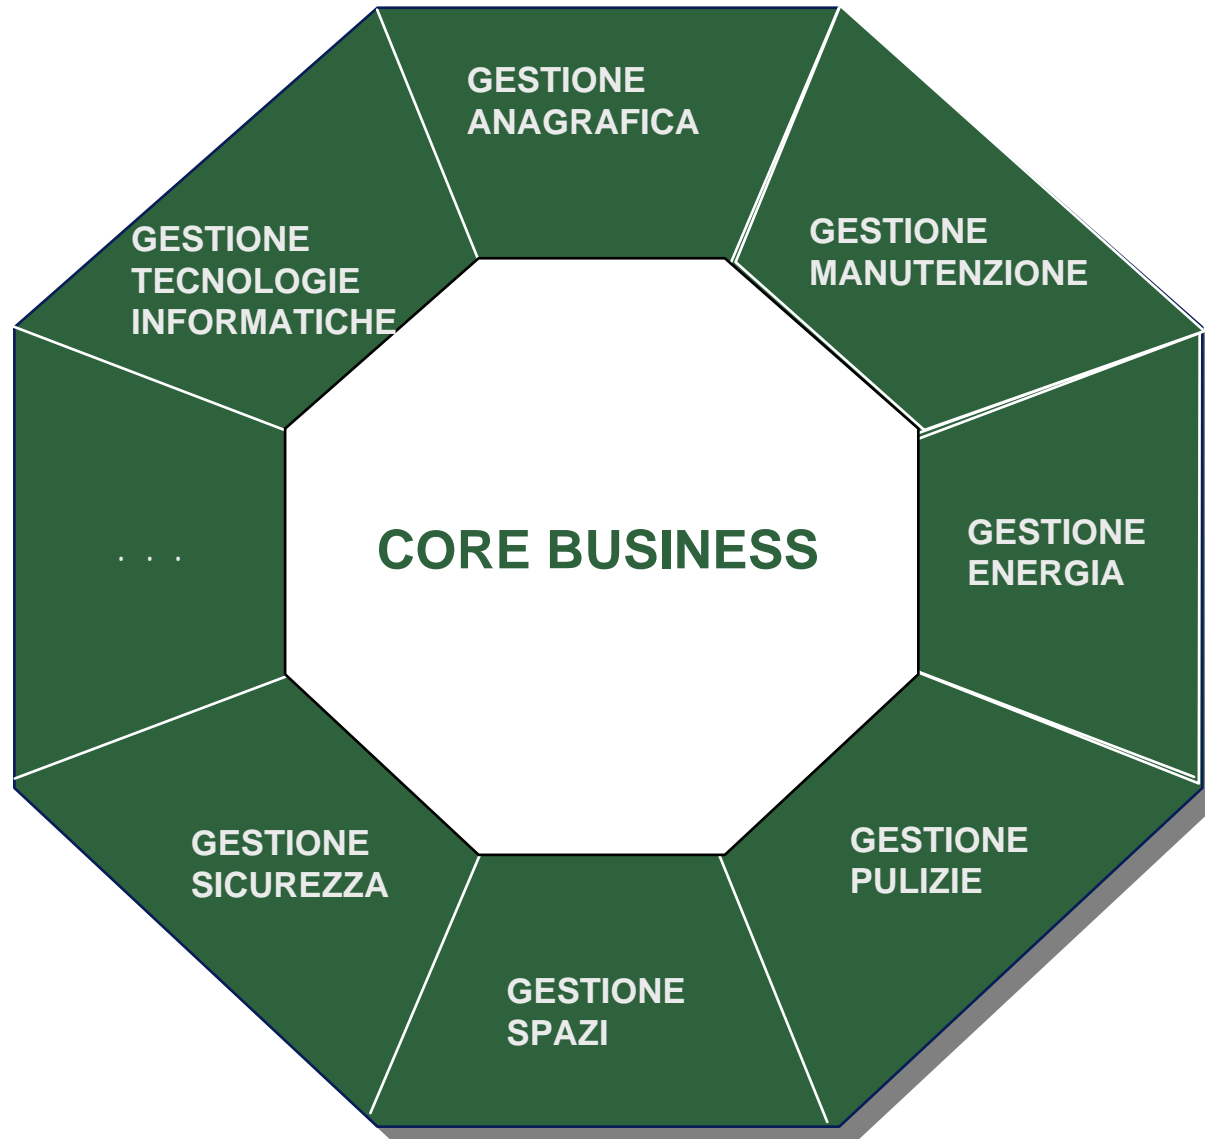 GESTIONE
ANAGRAFICA
GESTIONE
MANUTENZIONE
GESTIONE
TECNOLOGIE
INFORMATICHE
CORE BUSINESS
GESTIONE
ENERGIA
. . .
GESTIONE
PULIZIE
GESTIONE
SICUREZZA
GESTIONE
SPAZI